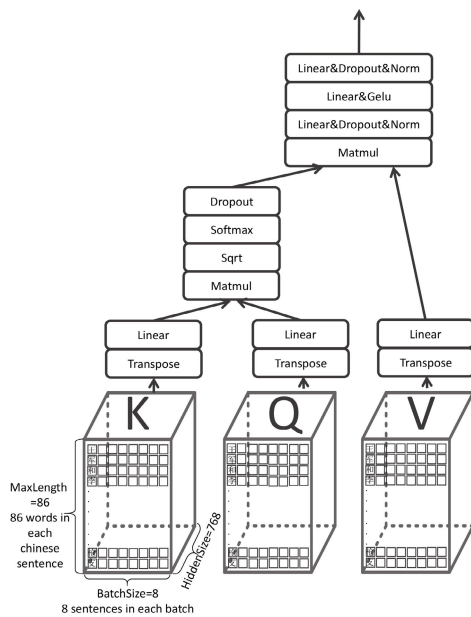 Linear&Dropout&Norm
Linear&Gelu
Linear&Dropout&Norm
Matmul
Dropout
Softmax
Sqrt
Matmul
Linear
Linear
Linear
Transpose
Transpose
Transpose
K
Q
V
MaxLength
=86
86 words in
each
chinese
sentence
HiddenSize=768
BatchSize=8
8 sentences in each batch